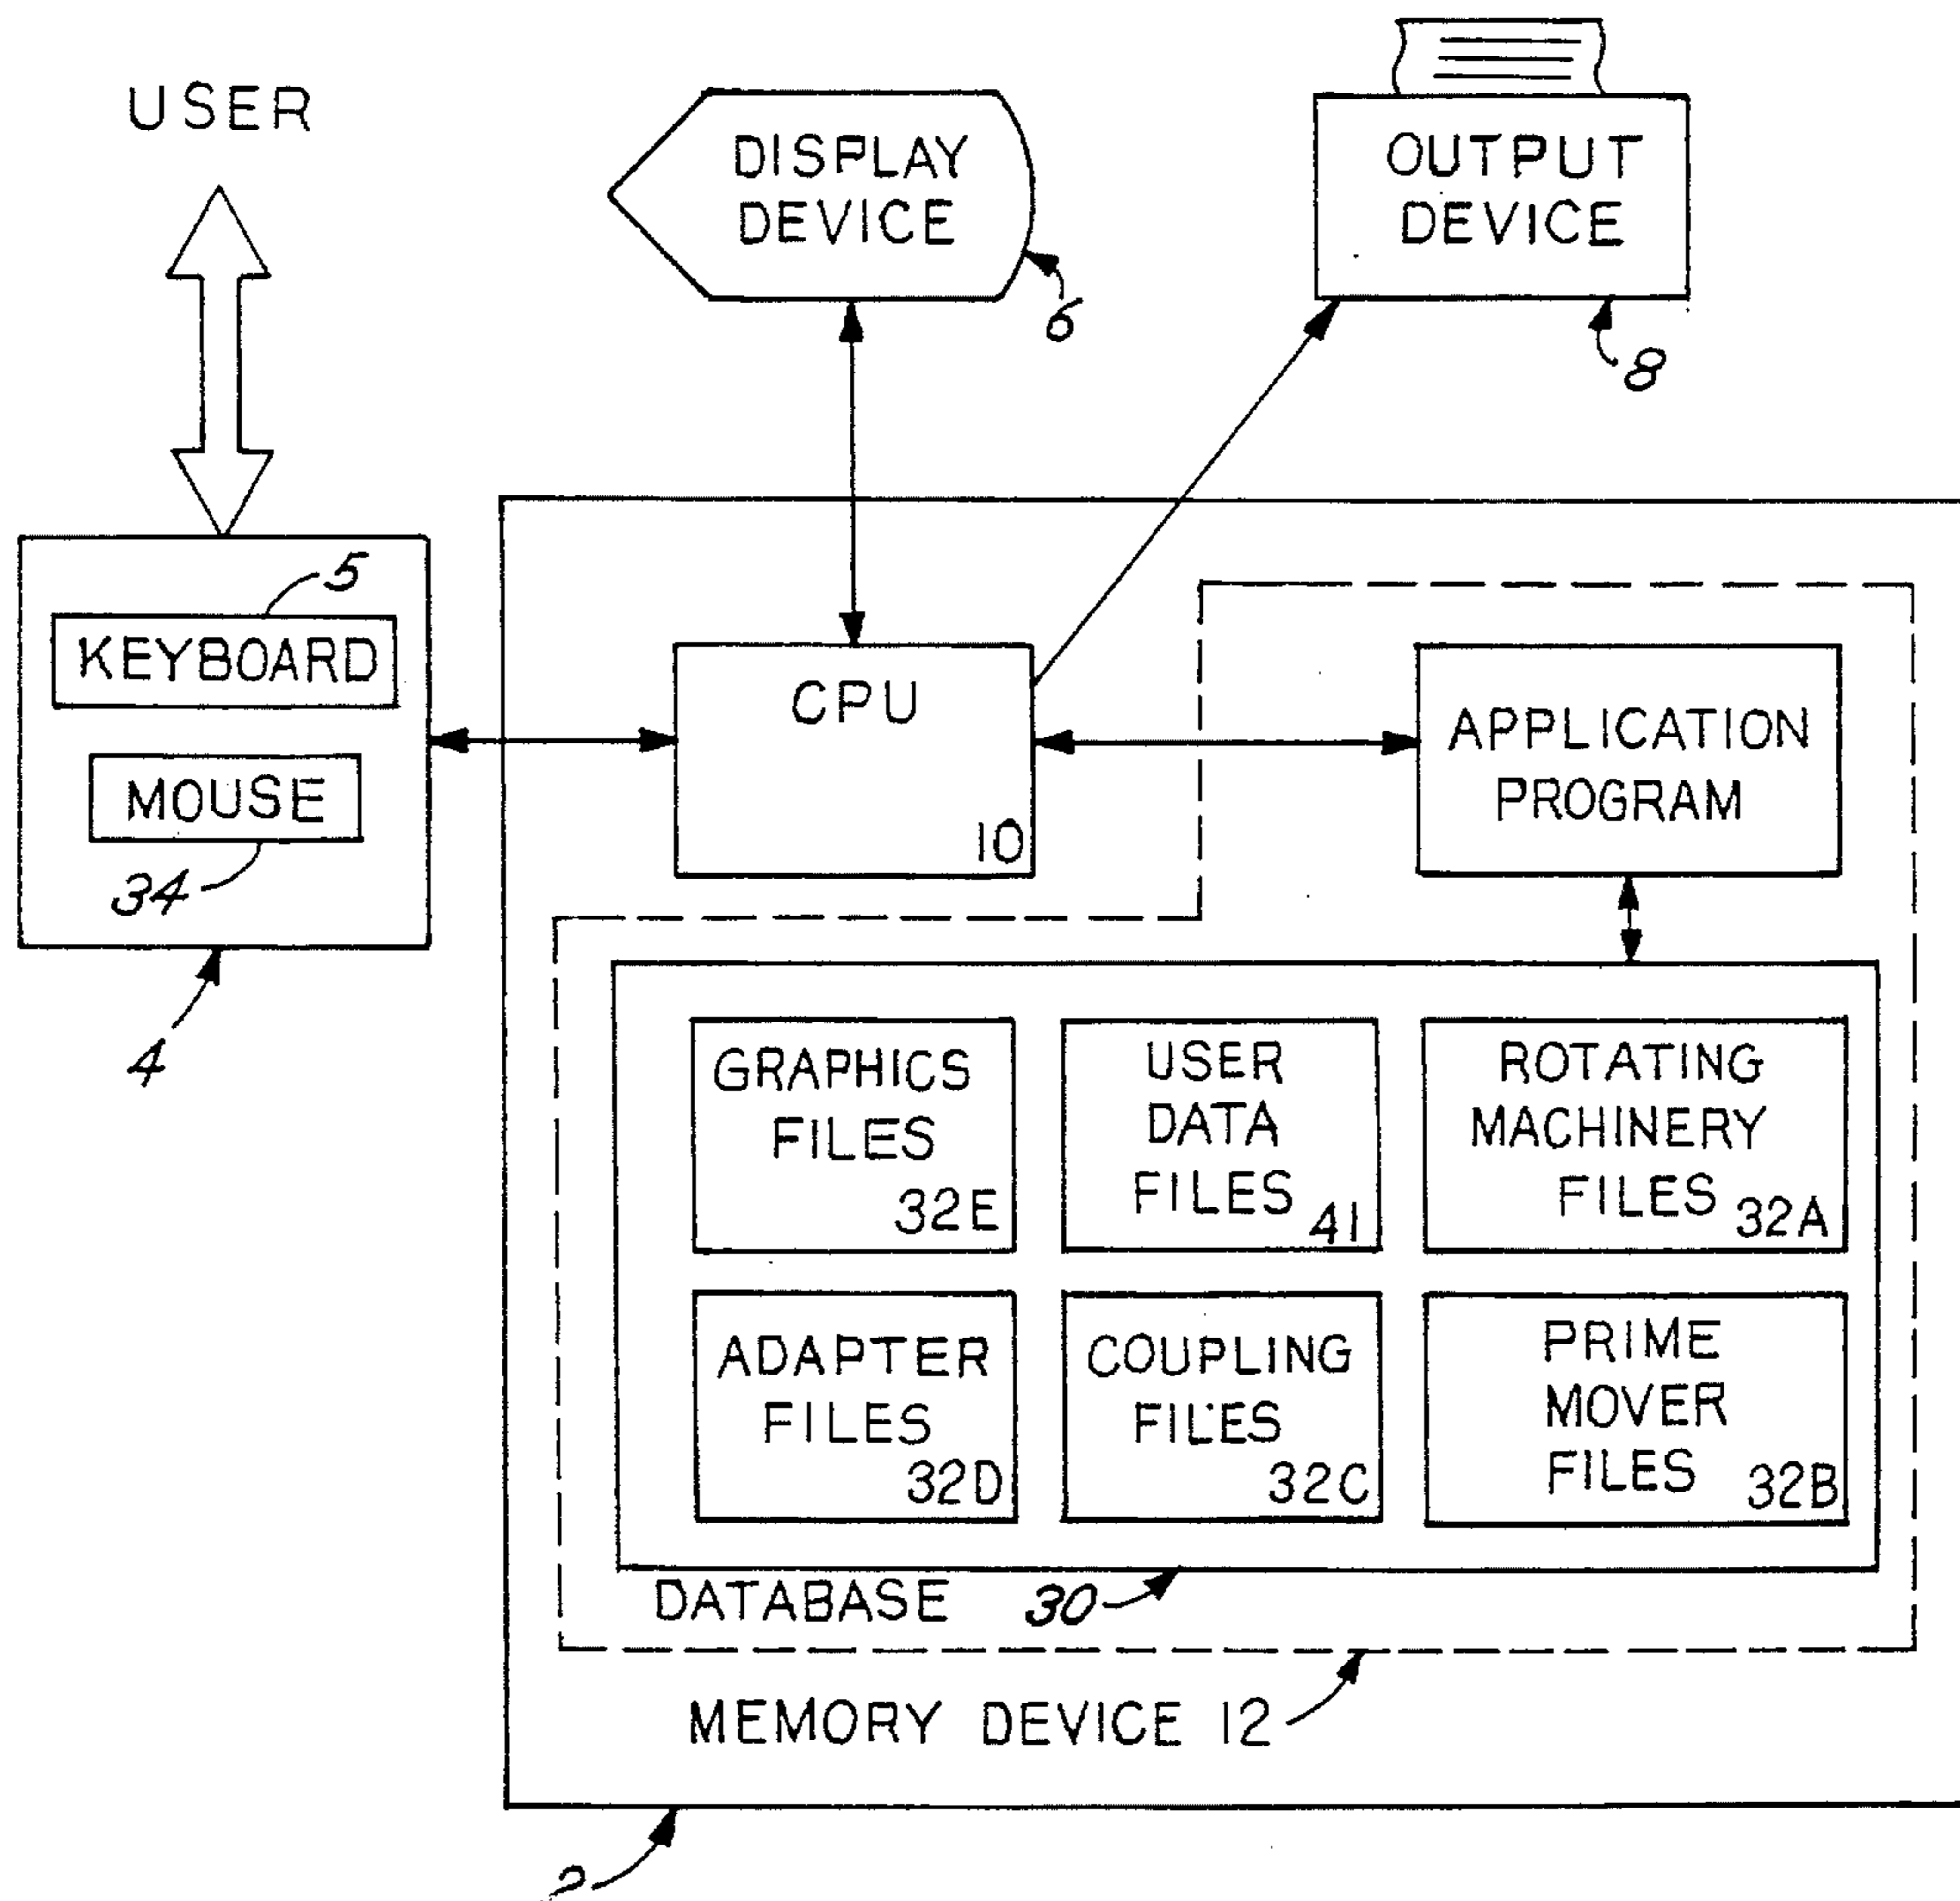 USER
DISPLAY
DEVICE
6
OUTPUT
DEVICE
8
5
KEYBOARD
MOUSE
34
4
CPU
10
APPLICATION
PROGRAM
GRAPHICS
FILES
32E
USER
DATA
FILES
41
ROTATING
MACHINERY
FILES
32A
ADAPTER
FILES
32D
COUPLING
FILES
32C
PRIME
MOVER
FILES
32B
DATABASE
30
MEMORY DEVICE 12
2